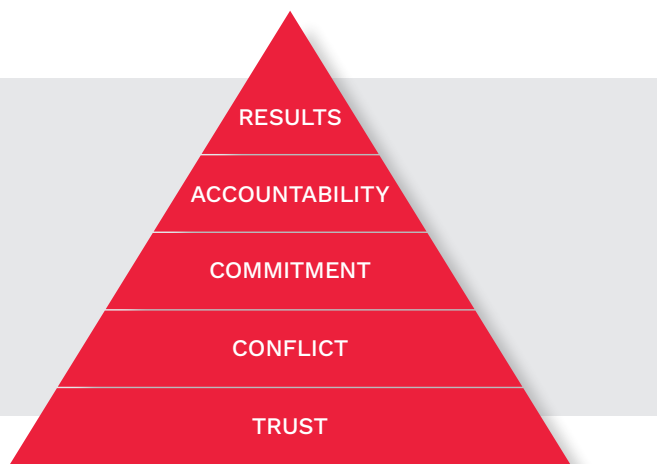 RESULTS
ACCOUNTABILITY
COMMITMENT
CONFLICT
TRUST